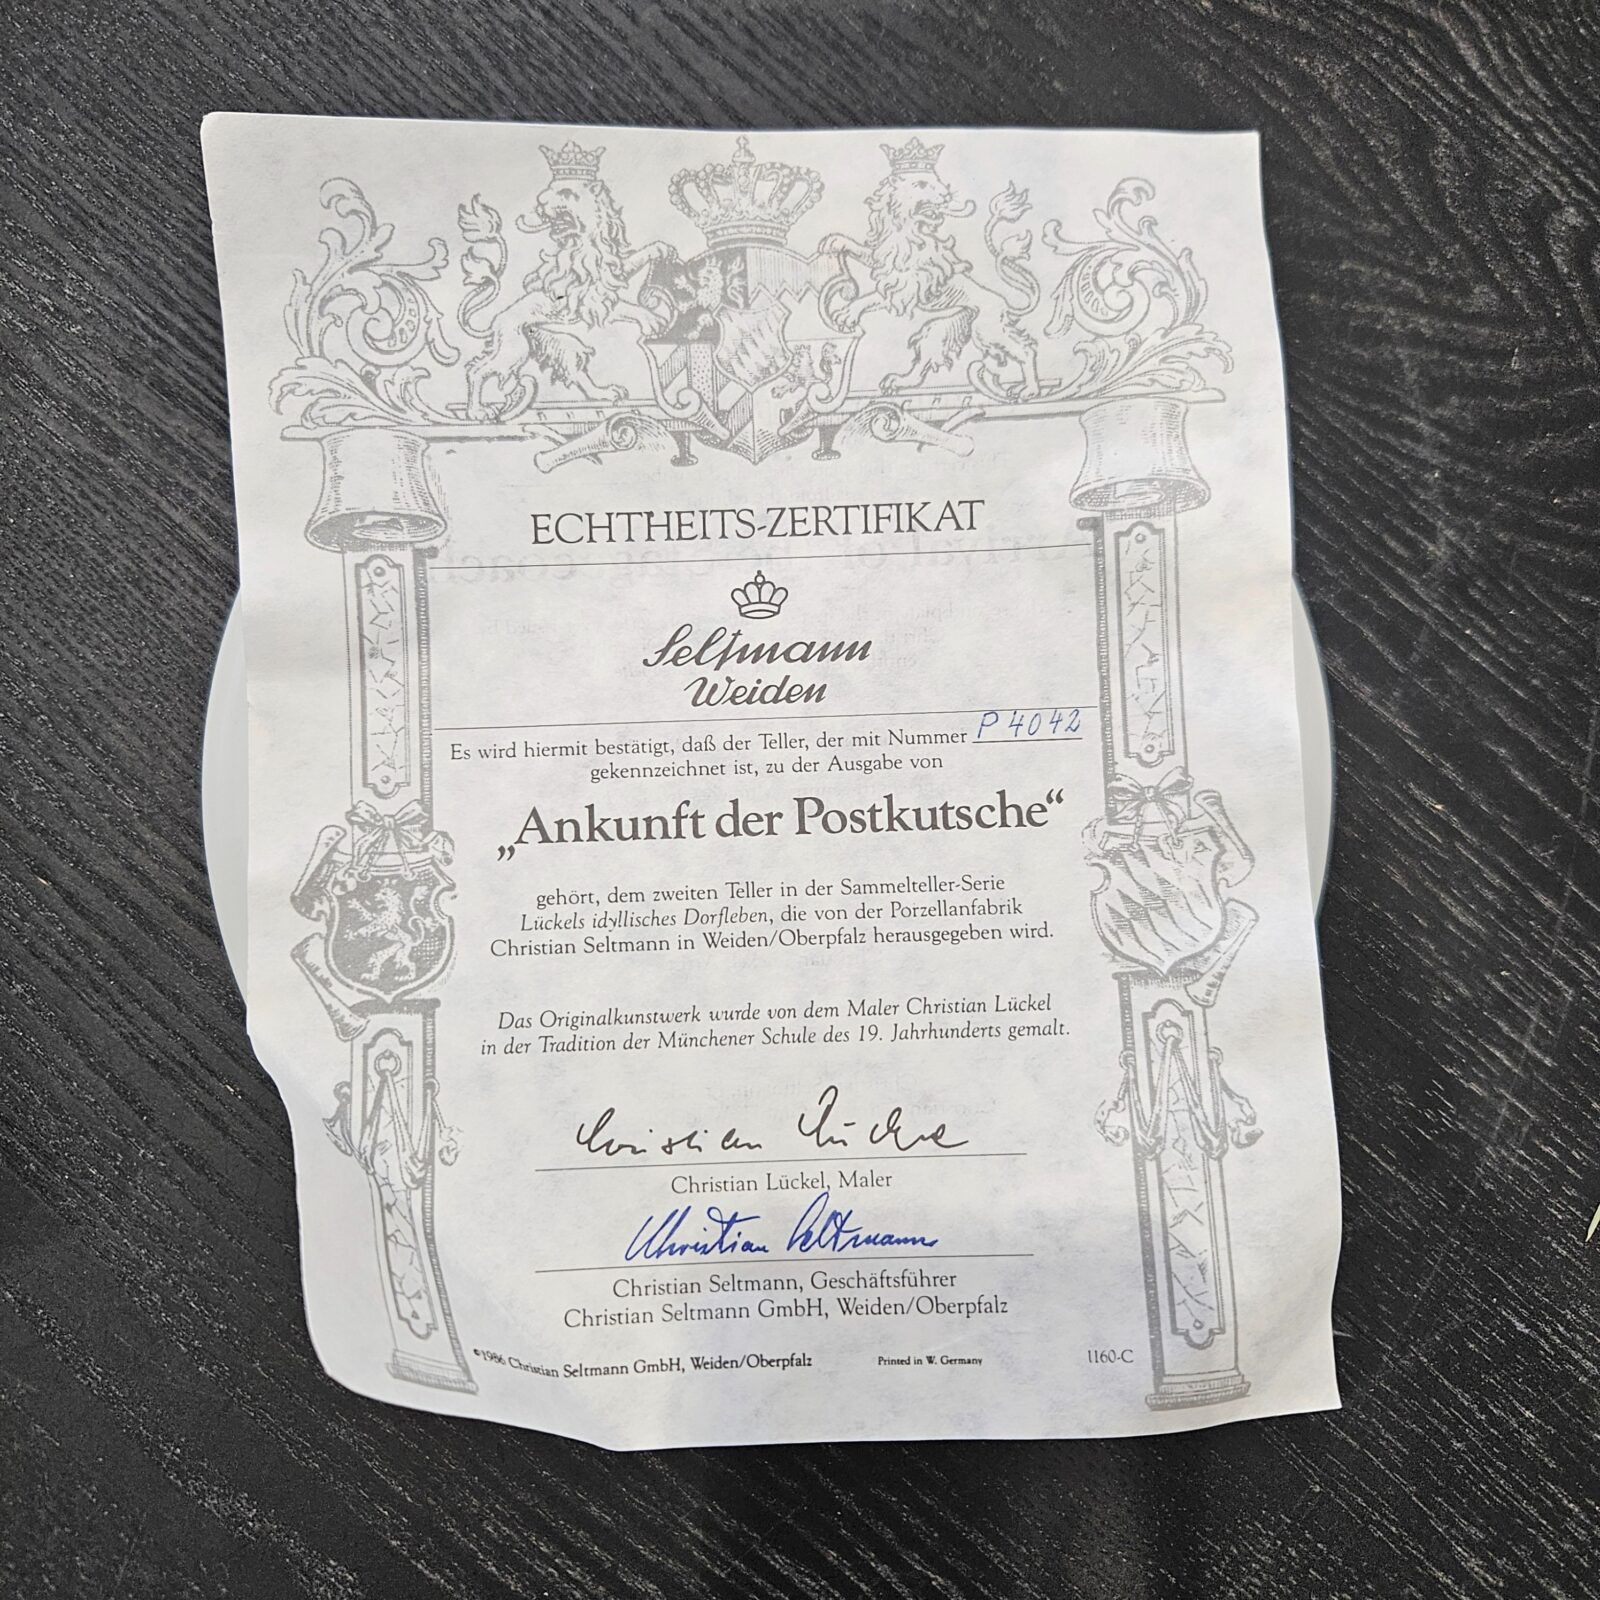 ECHTHEITS-ZERTIFIKAT
Seltmann
Weiden
Es wird hiermit bestätigt, daß der Teller, der mit Nummer P 4042
gekennzeichnet ist, zu der Ausgabe von
„Ankunft der Postkutsche“
gehört, dem zweiten Teller in der Sammelteller-Serie
Lückels idyllisches Dorfleben, die von der Porzellanfabrik
Christian Seltmann in Weiden/Oberpfalz herausgegeben wird.
Das Originalkunstwerk wurde von dem Maler Christian Lückel
in der Tradition der Münchener Schule des 19. Jahrhunderts gemalt.
Christian Lückel
Christian Lückel, Maler
Christian Seltmann
Christian Seltmann, Geschäftsführer
Christian Seltmann GmbH, Weiden/Oberpfalz
©1986 Christian Seltmann GmbH, Weiden/Oberpfalz Printed in W. Germany 1160-C